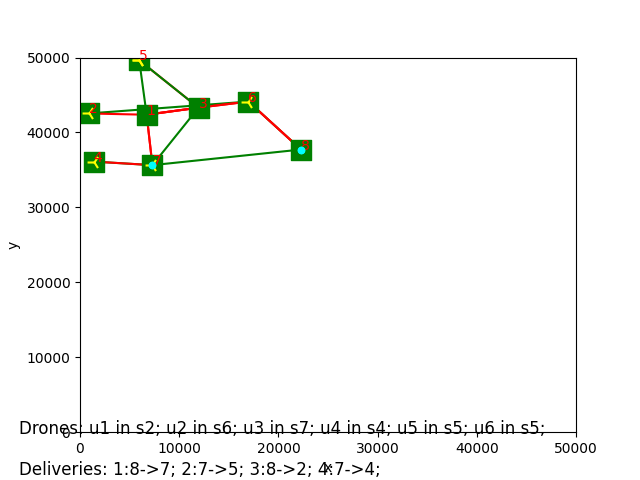 5
50000
40000
30000
20000
10000
0
y
0 10000 20000 30000 40000 50000
x
Drones: u1 in s2; u2 in s6; u3 in s7; u4 in s4; u5 in s5; u6 in s5;
Deliveries: 1:8->7; 2:7->5; 3:8->2; 4:7->4;